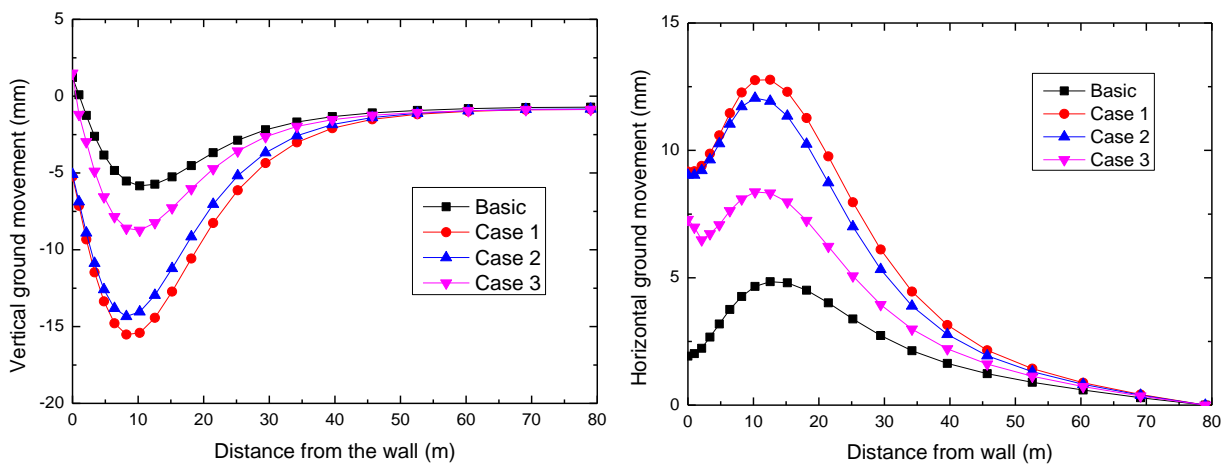 5
0
-5
-10
-15
-20
Vertical ground movement (mm)
Basic
Case 1
Case 2
Case 3
0 10 20 30 40 50 60 70 80
Distance from the wall (m)
15
10
5
0
Horizontal ground movement (mm)
Basic
Case 1
Case 2
Case 3
0 10 20 30 40 50 60 70 80
Distance from wall (m)